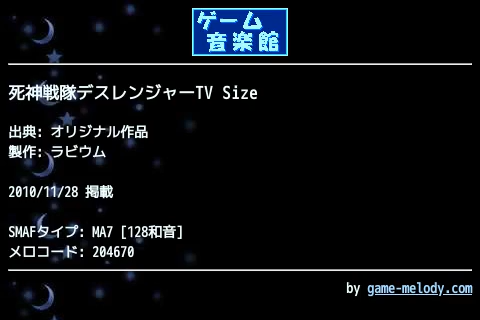 ゲーム
音楽館
死神戦隊デスレンジャーTV Size
出典: オリジナル作品
製作: ラビウム
2010/11/28 掲載
SMAFタイプ: MA7 [128和音]
メロコード: 204670
by game-melody.com